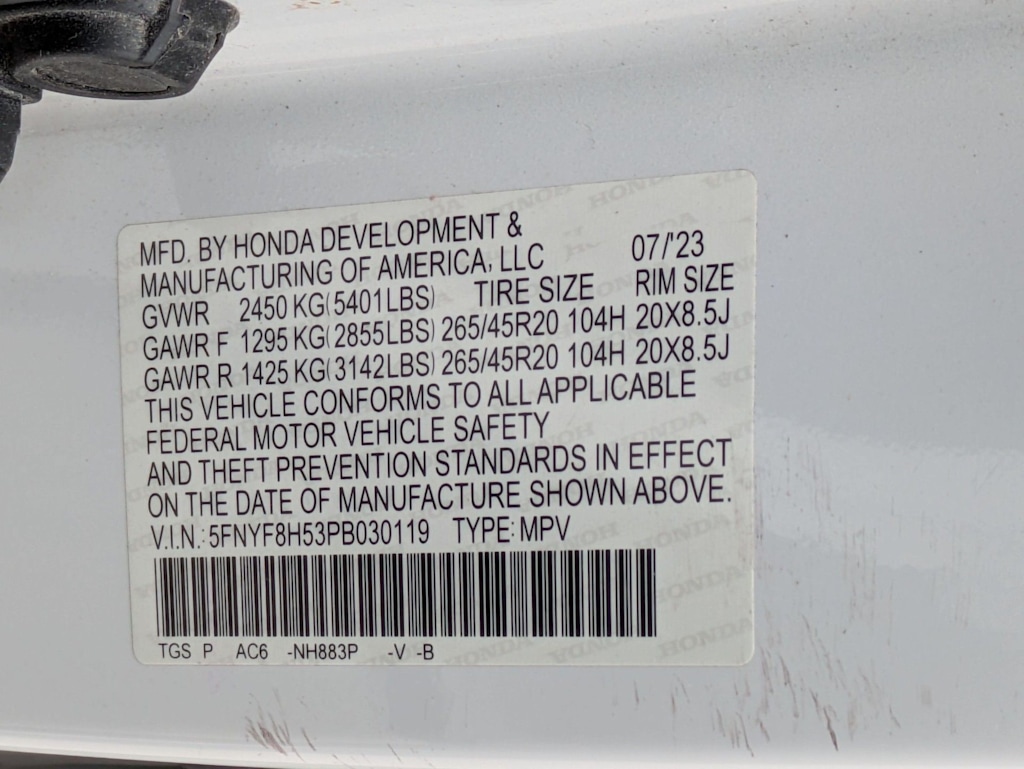 MFD. BY HONDA DEVELOPMENT &
MANUFACTURING OF AMERICA, LLC 07/'23
GVWR 2450 KG(5401LBS) TIRE SIZE RIM SIZE
GAWR F 1295 KG(2855LBS) 265/45R20 104H 20X8.5J
GAWR R 1425 KG(3142LBS) 265/45R20 104H 20X8.5J
THIS VEHICLE CONFORMS TO ALL APPLICABLE
FEDERAL MOTOR VEHICLE SAFETY
AND THEFT PREVENTION STANDARDS IN EFFECT
ON THE DATE OF MANUFACTURE SHOWN ABOVE.
V.I.N.: 5FNYF8H53PB030119 TYPE: MPV
TGS P AC6 -NH883P -V -B